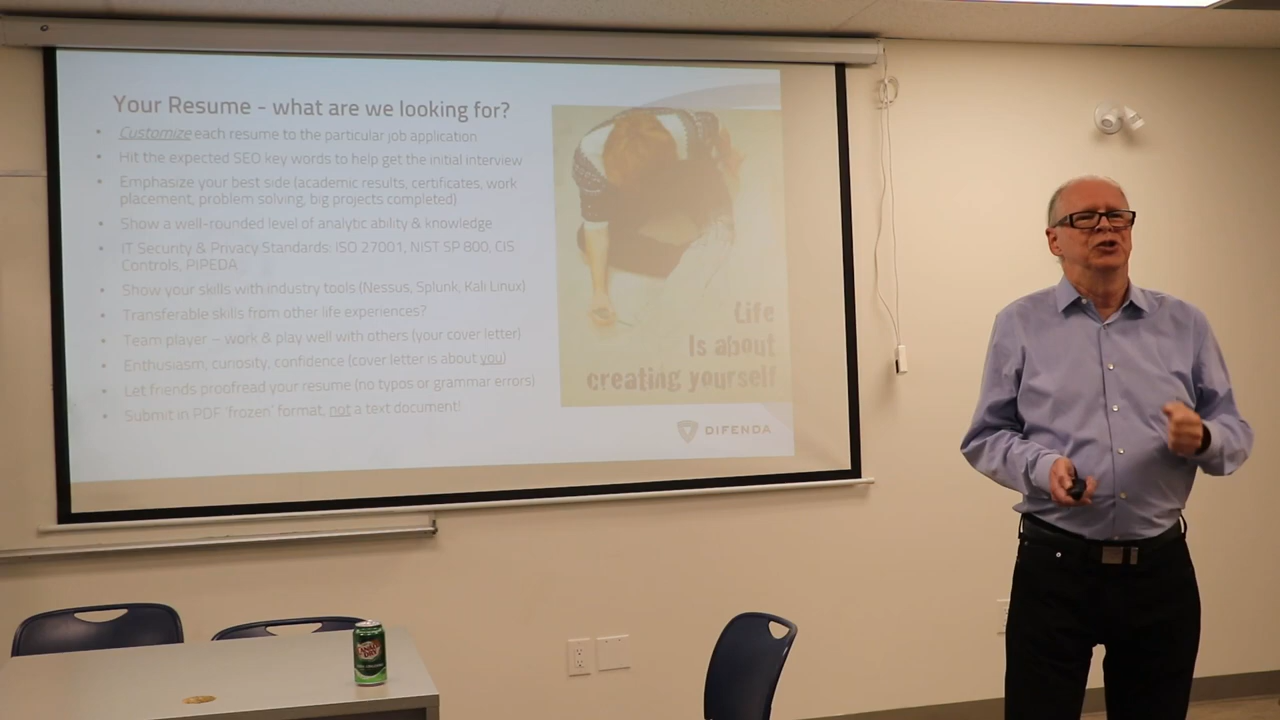 Your Resume - what are we looking for?
• Customize each resume to the particular job application
• Hit the expected SEO key words to help get the initial interview
• Emphasize your best side (academic results, certificates, work
placement, problem solving, big projects completed)
• Show a well-rounded level of analytic ability & knowledge
• IT Security & Privacy Standards: ISO 27001, NIST SP 800, CIS
Controls, PIPEDA
• Show your skills with industry tools (Nessus, Splunk, Kali Linux)
• Transferable skills from other life experiences?
• Team player – work & play well with others (your cover letter)
• Enthusiasm, curiosity, confidence (cover letter is about you)
• Let friends proofread your resume (no typos or grammar errors)
• Submit in PDF 'frozen' format, not a text document!
Life
Is about
creating yourself
DIFENDA
CANADA
DRY